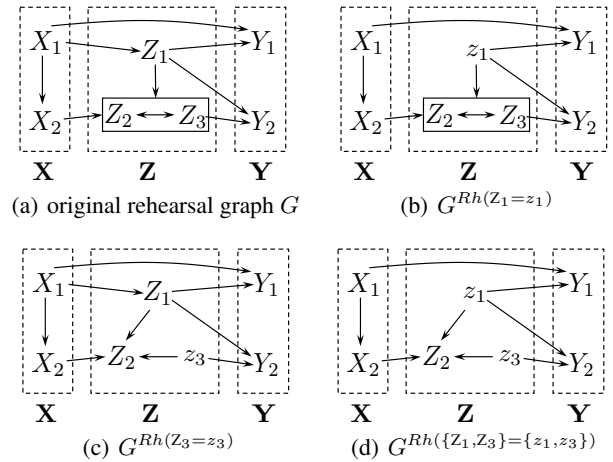 X₁ Z₁ Y₁
X₂ Z₂ Z₃ Y₂
X Z Y
(a) original rehearsal graph G
X₁ z₁ Y₁
X₂ Z₂ Z₃ Y₂
X Z Y
(b) G^{Rh(Z₁=z₁)}
X₁ Z₁ Y₁
X₂ Z₂ z₃ Y₂
X Z Y
(c) G^{Rh(Z₃=z₃)}
X₁ z₁ Y₁
X₂ Z₂ z₃ Y₂
X Z Y
(d) G^{Rh({Z₁,Z₃}={z₁,z₃})}